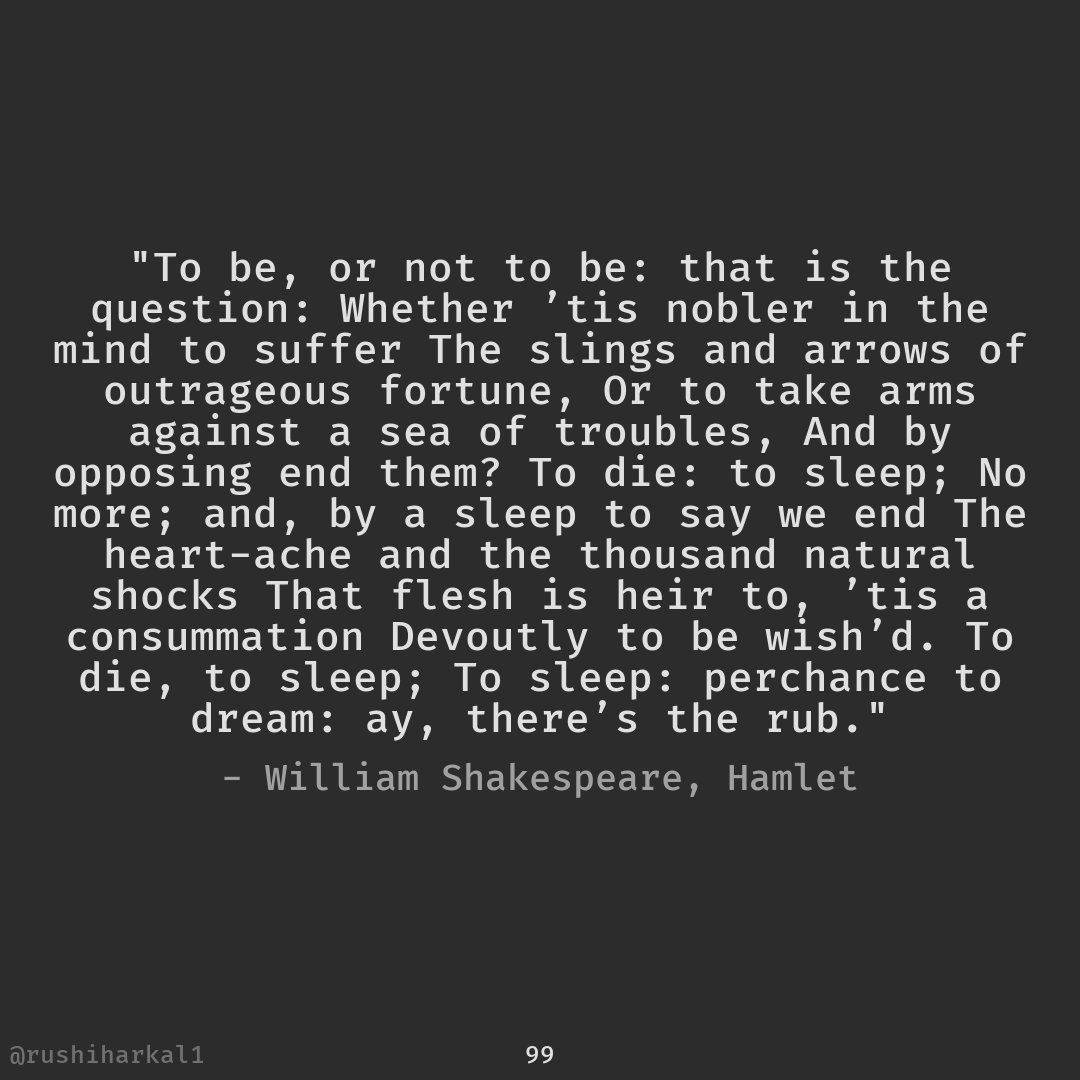 "To be, or not to be: that is the
question: Whether ’tis nobler in the
mind to suffer The slings and arrows of
outrageous fortune, Or to take arms
against a sea of troubles, And by
opposing end them? To die: to sleep; No
more; and, by a sleep to say we end The
heart-ache and the thousand natural
shocks That flesh is heir to, ’tis a
consummation Devoutly to be wish’d. To
die, to sleep; To sleep: perchance to
dream: ay, there’s the rub."
- William Shakespeare, Hamlet
@rushiharkal1
99